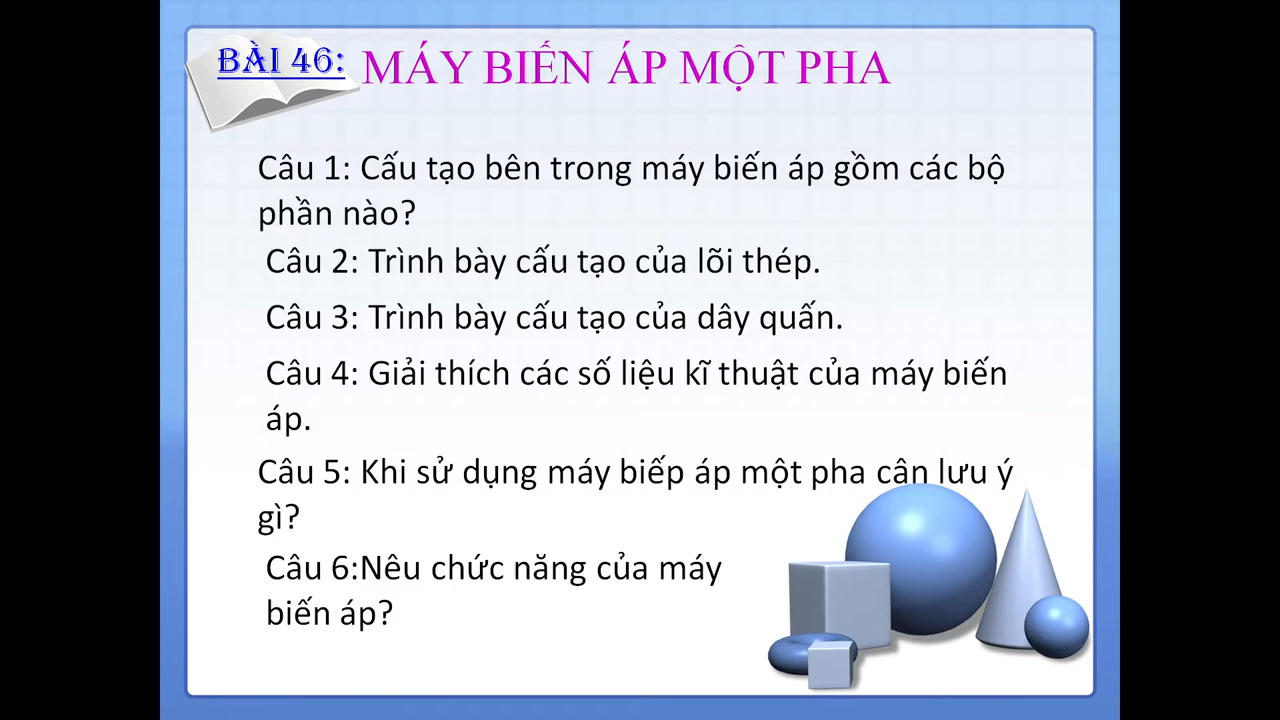 BÀI 46: MÁY BIẾN ÁP MỘT PHA
Câu 1: Cấu tạo bên trong máy biến áp gồm các bộ
phần nào?
Câu 2: Trình bày cấu tạo của lõi thép.
Câu 3: Trình bày cấu tạo của dây quấn.
Câu 4: Giải thích các số liệu kĩ thuật của máy biến
áp.
Câu 5: Khi sử dụng máy biếp áp một pha cần lưu ý
gì?
Câu 6:Nêu chức năng của máy
biến áp?